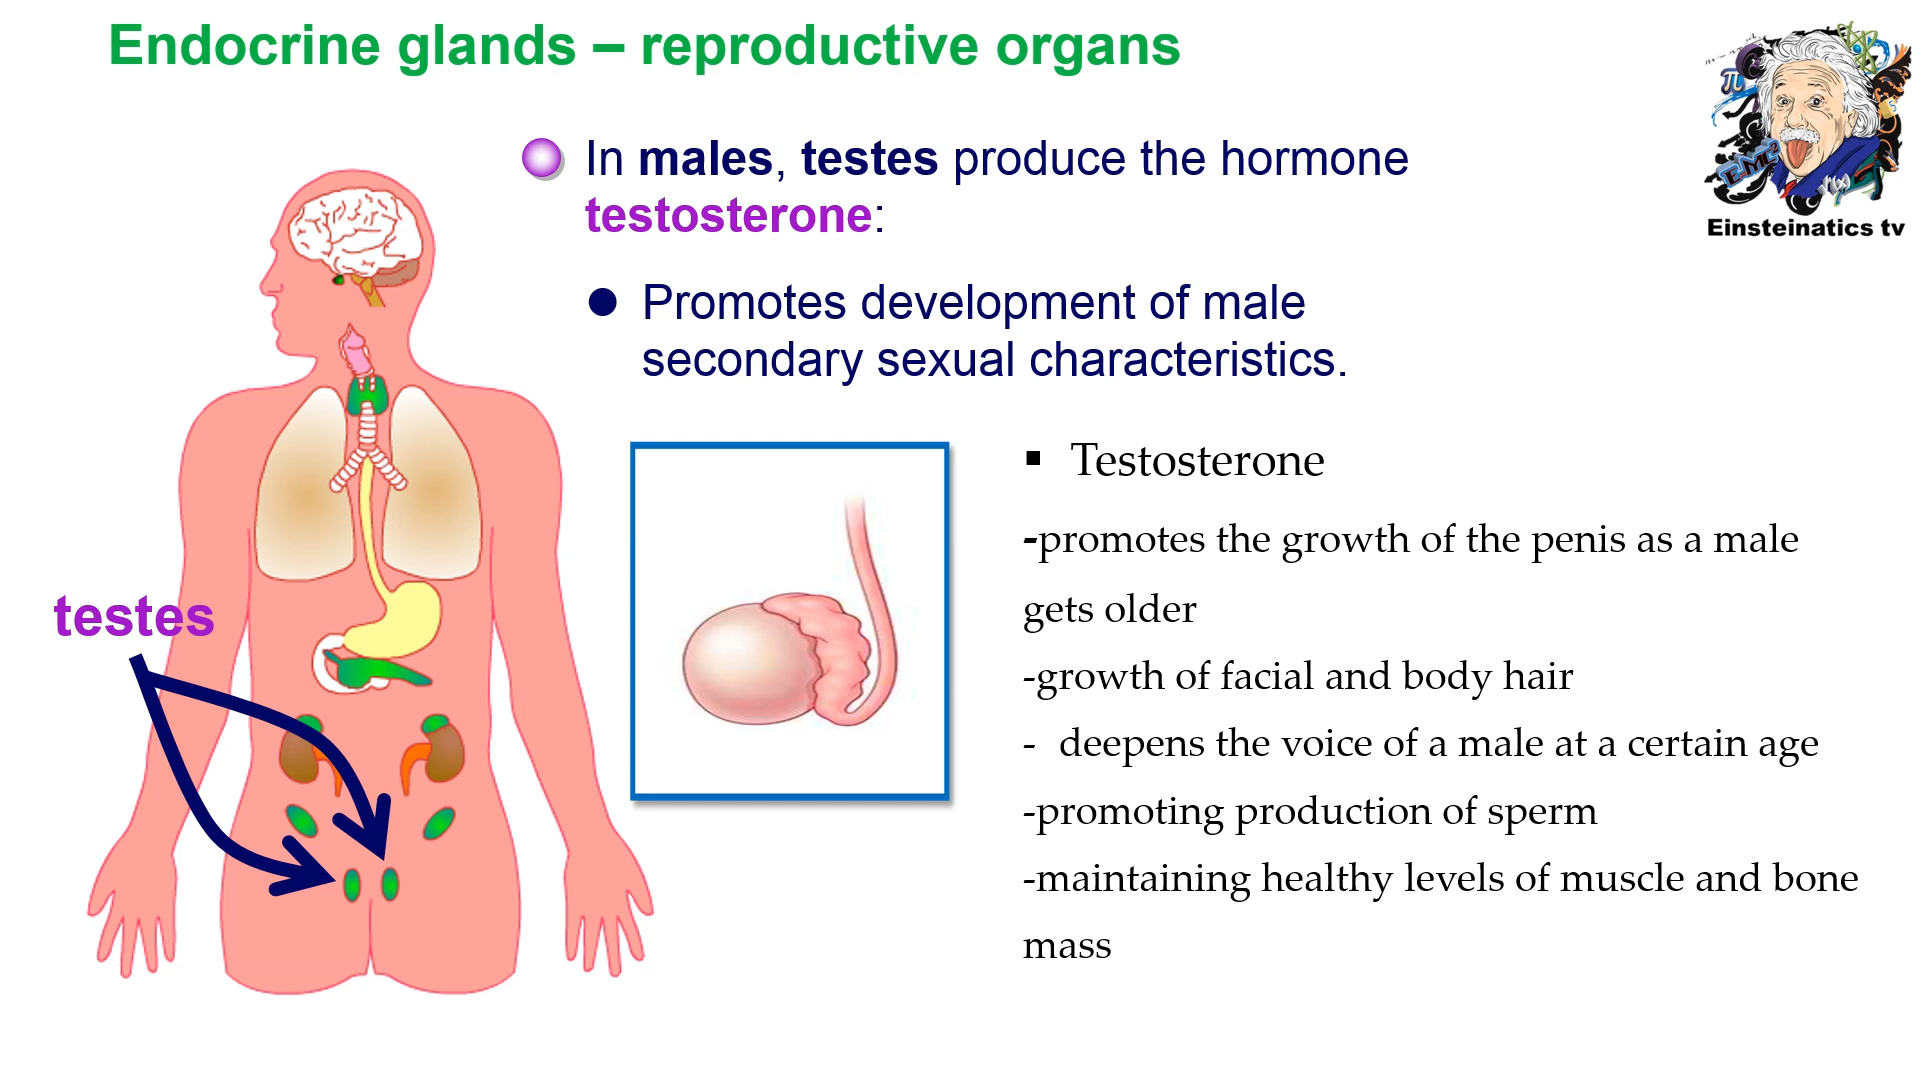 Endocrine glands – reproductive organs
In males, testes produce the hormone
testosterone:
● Promotes development of male
secondary sexual characteristics.
testes
▪ Testosterone
-promotes the growth of the penis as a male
gets older
-growth of facial and body hair
- deepens the voice of a male at a certain age
-promoting production of sperm
-maintaining healthy levels of muscle and bone
mass
π
E=MC²
f(x)
Einsteinatics tv